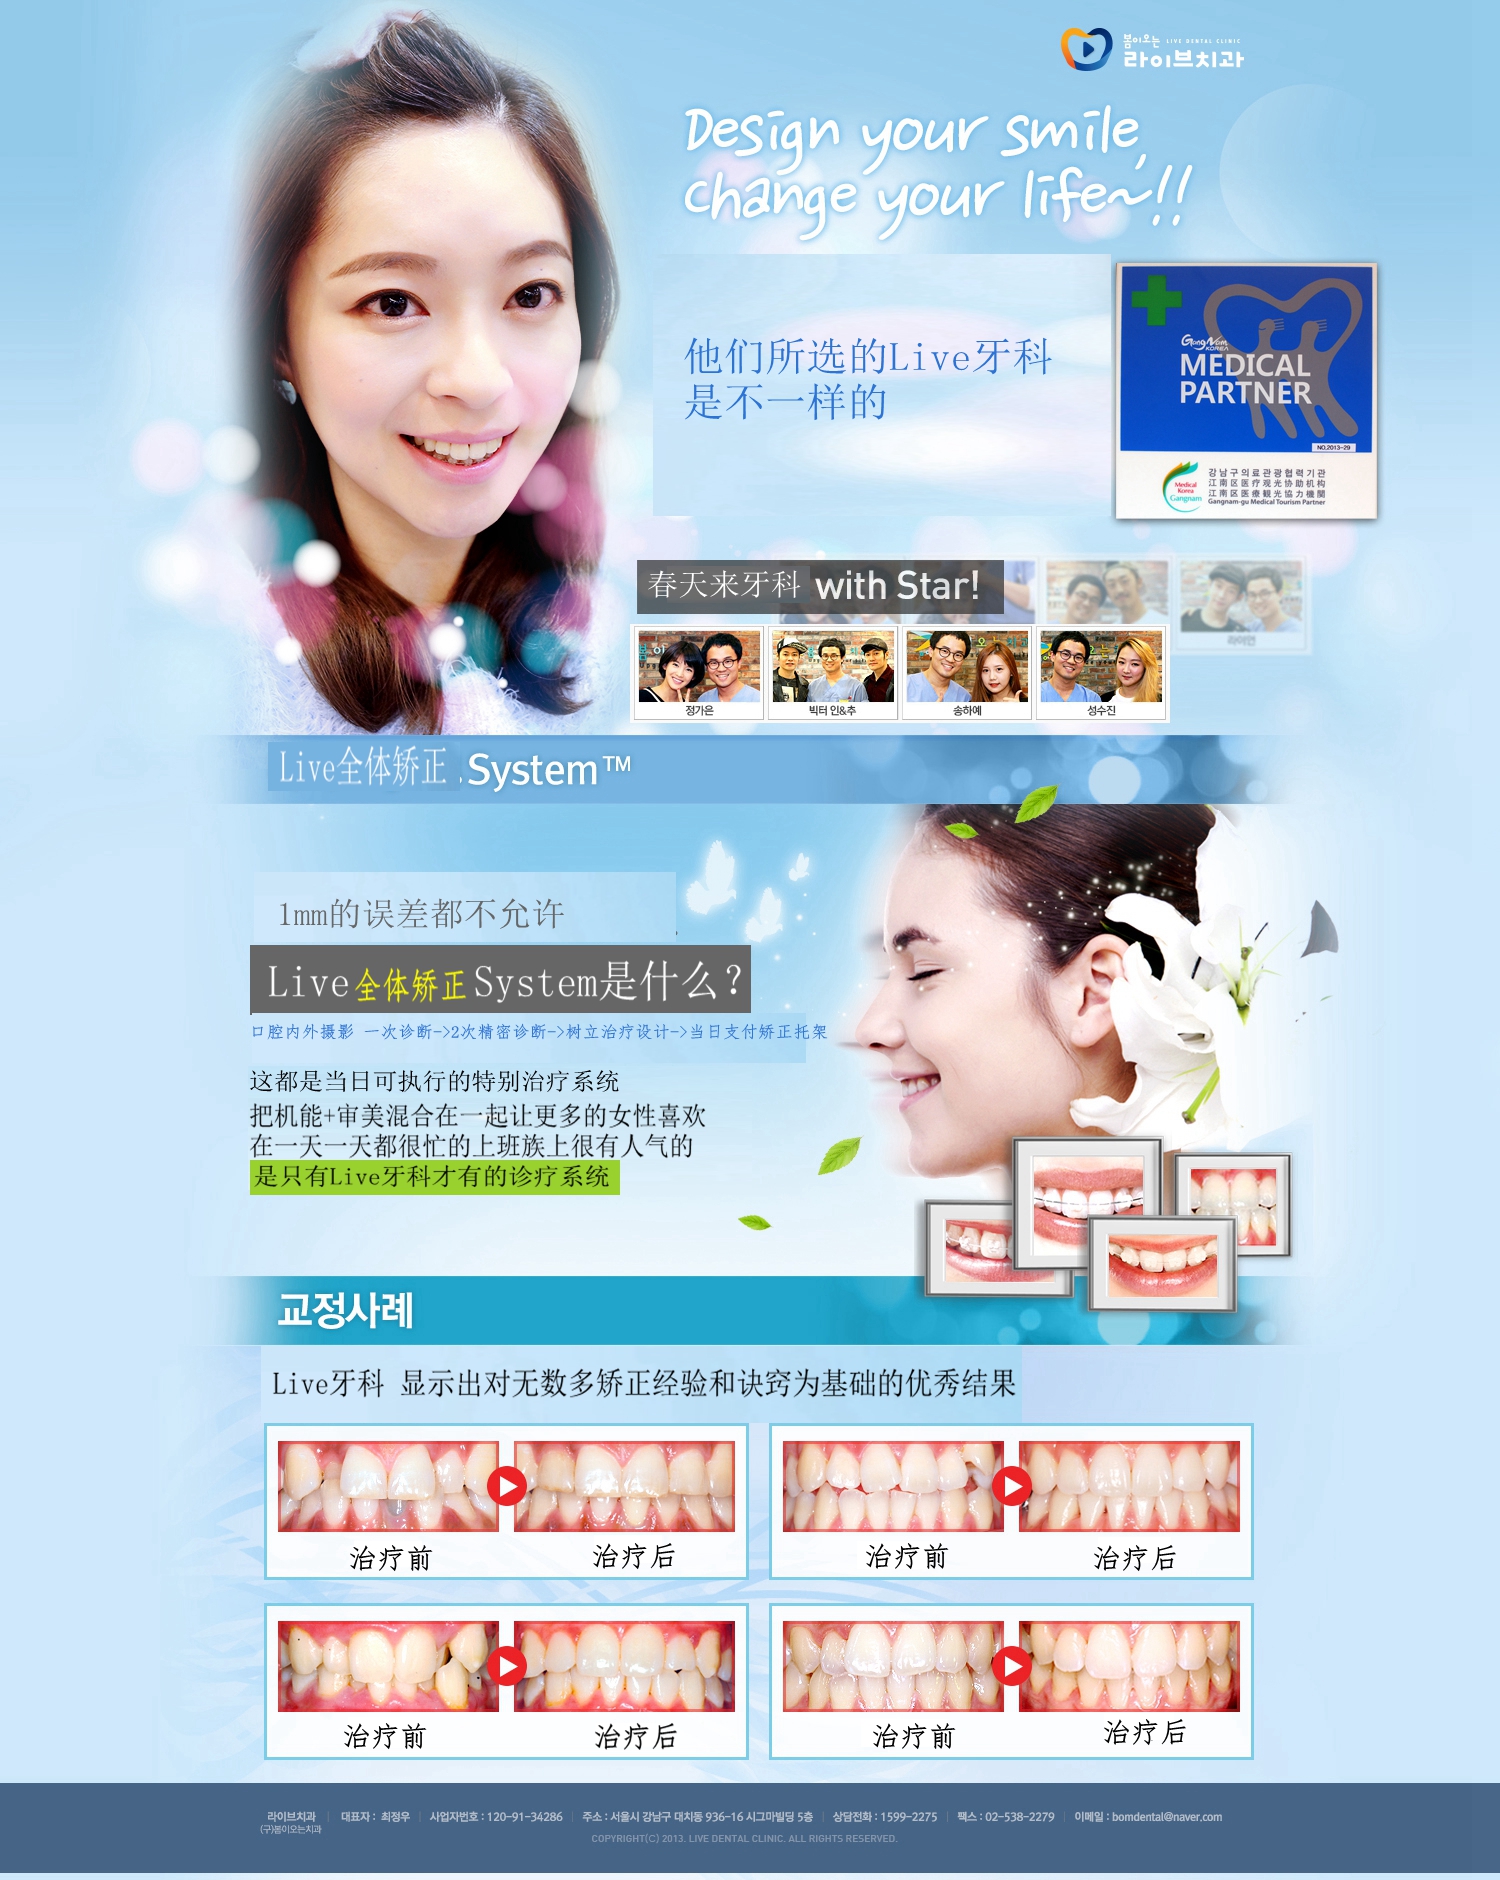 봄이오는 LIVE DENTAL CLINIC
라이브치과
Design your smile,
change your life~!!
他们所选的Live牙科
是不一样的
GangNam
KOREA
MEDICAL
PARTNER
NO.2013-29
Medical
Korea
Gangnam
강남구의료관광협력기관
江南区医疗观光协助机构
江南区医療観光協力機関
Gangnam-gu Medical Tourism Partner
春天来牙科 with Star!
라이언
정가은
빅터 인&추
송하예
성수진
Live全体矫正 System™
1mm的误差都不允许
Live全体矫正System是什么?
口腔内外摄影 一次诊断->2次精密诊断->树立治疗设计->当日支付矫正托架
这都是当日可执行的特别治疗系统
把机能+审美混合在一起让更多的女性喜欢
在一天一天都很忙的上班族上很有人气的
是只有Live牙科才有的诊疗系统
교정사례
Live牙科 显示出对无数多矫正经验和诀窍为基础的优秀结果
治疗前
治疗后
治疗前
治疗后
治疗前
治疗后
治疗前
治疗后
라이브치과 | 대표자 : 최정우 | 사업자번호 : 120-91-34286 | 주소 : 서울시 강남구 대치동 936-16 시그마빌딩 5층 | 상담전화 : 1599-2275 | 팩스 : 02-538-2279 | 이메일 : bomdental@naver.com
(구)봄이오는치과
COPYRIGHT(C) 2013. LIVE DENTAL CLINIC. ALL RIGHTS RESERVED.